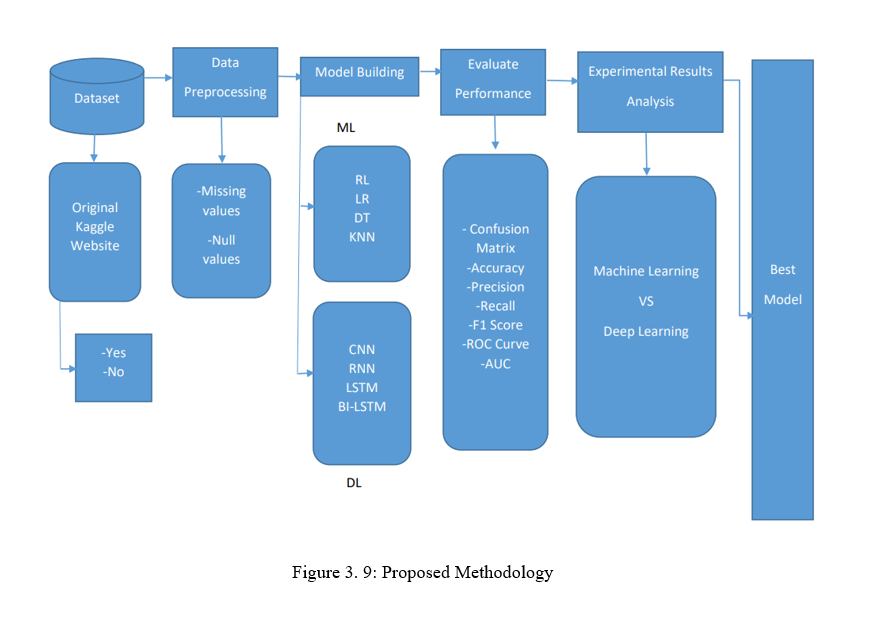 Dataset
Data
Preprocessing
Model Building
Evaluate
Performance
Experimental Results
Analysis
Original
Kaggle
Website
-Yes
-No
-Missing
values
-Null
values
ML
RL
LR
DT
KNN
CNN
RNN
LSTM
BI-LSTM
DL
- Confusion
Matrix
-Accuracy
-Precision
-Recall
-F1 Score
-ROC Curve
-AUC
Machine Learning
VS
Deep Learning
Best
Model
Figure 3. 9: Proposed Methodology